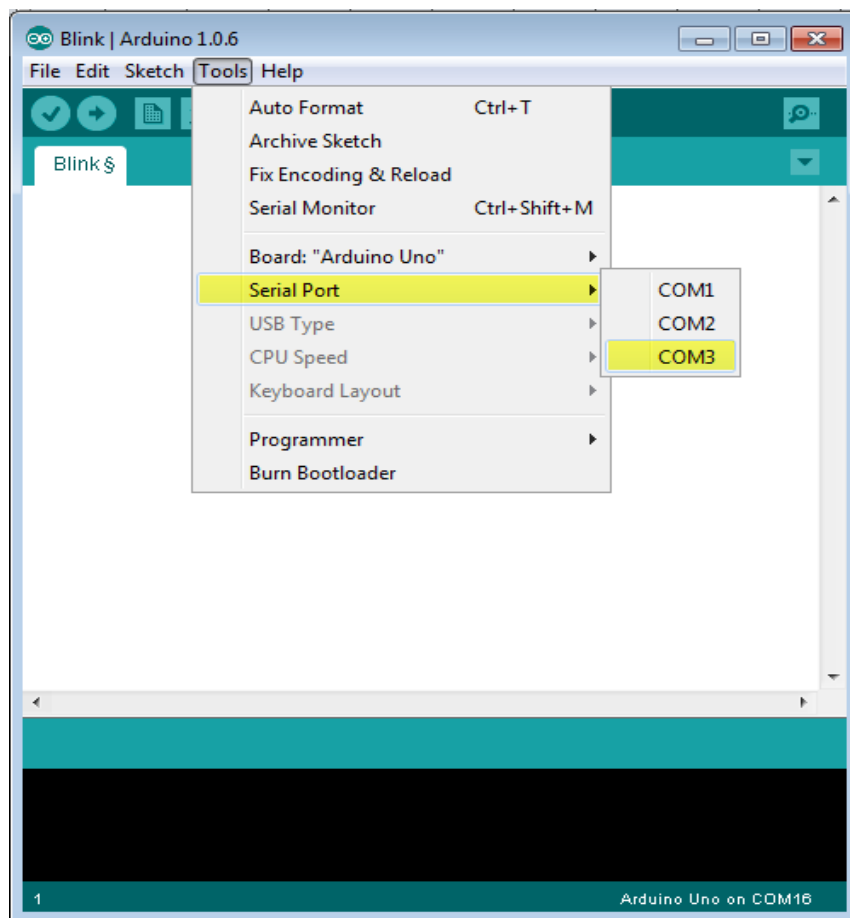 Blink | Arduino 1.0.6
File Edit Sketch Tools Help
Blink §
Auto Format Ctrl+T
Archive Sketch
Fix Encoding & Reload
Serial Monitor Ctrl+Shift+M
Board: "Arduino Uno"
Serial Port
USB Type
CPU Speed
Keyboard Layout
Programmer
Burn Bootloader
COM1
COM2
COM3
1 Arduino Uno on COM16